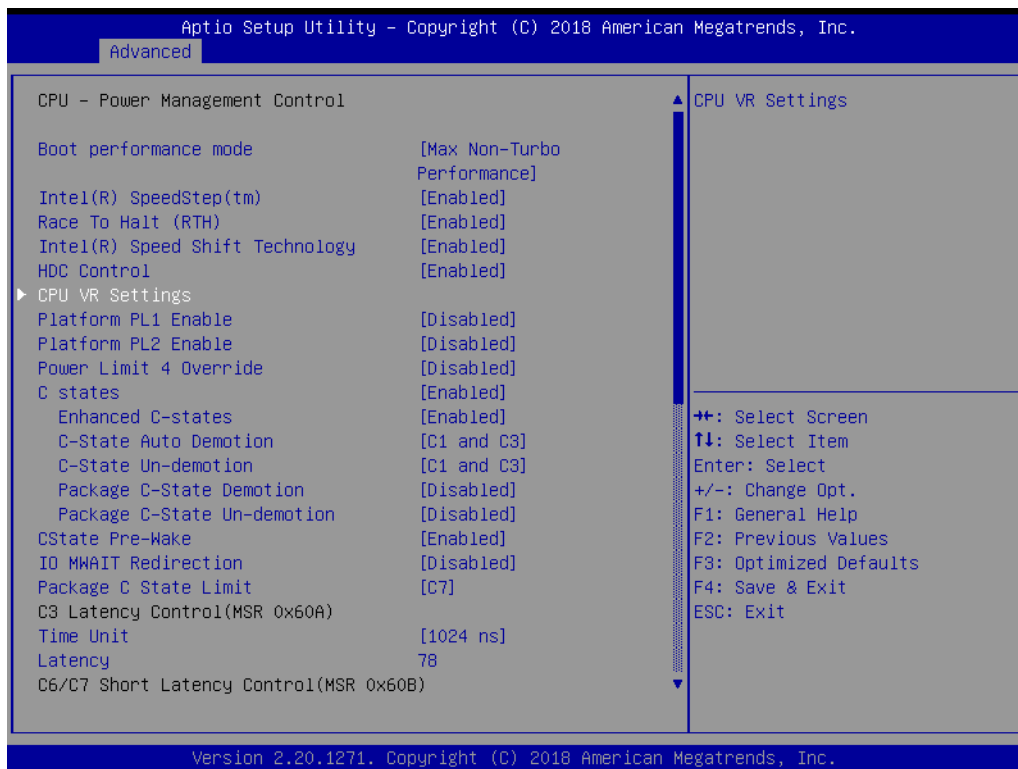 Aptio Setup Utility – Copyright (C) 2018 American Megatrends, Inc.
Advanced
CPU – Power Management Control
Boot performance mode [Max Non-Turbo
Performance]
Intel(R) SpeedStep(tm) [Enabled]
Race To Halt (RTH) [Enabled]
Intel(R) Speed Shift Technology [Enabled]
HDC Control [Enabled]
CPU VR Settings
Platform PL1 Enable [Disabled]
Platform PL2 Enable [Disabled]
Power Limit 4 Override [Disabled]
C states [Enabled]
Enhanced C-states [Enabled]
C-State Auto Demotion [C1 and C3]
C-State Un-demotion [C1 and C3]
Package C-State Demotion [Disabled]
Package C-State Un-demotion [Disabled]
CState Pre-Wake [Enabled]
IO MWAIT Redirection [Disabled]
Package C State Limit [C7]
C3 Latency Control(MSR 0x60A)
Time Unit [1024 ns]
Latency 78
C6/C7 Short Latency Control(MSR 0x60B)
CPU VR Settings
→←: Select Screen
↑↓: Select Item
Enter: Select
+/-: Change Opt.
F1: General Help
F2: Previous Values
F3: Optimized Defaults
F4: Save & Exit
ESC: Exit
Version 2.20.1271. Copyright (C) 2018 American Megatrends, Inc.